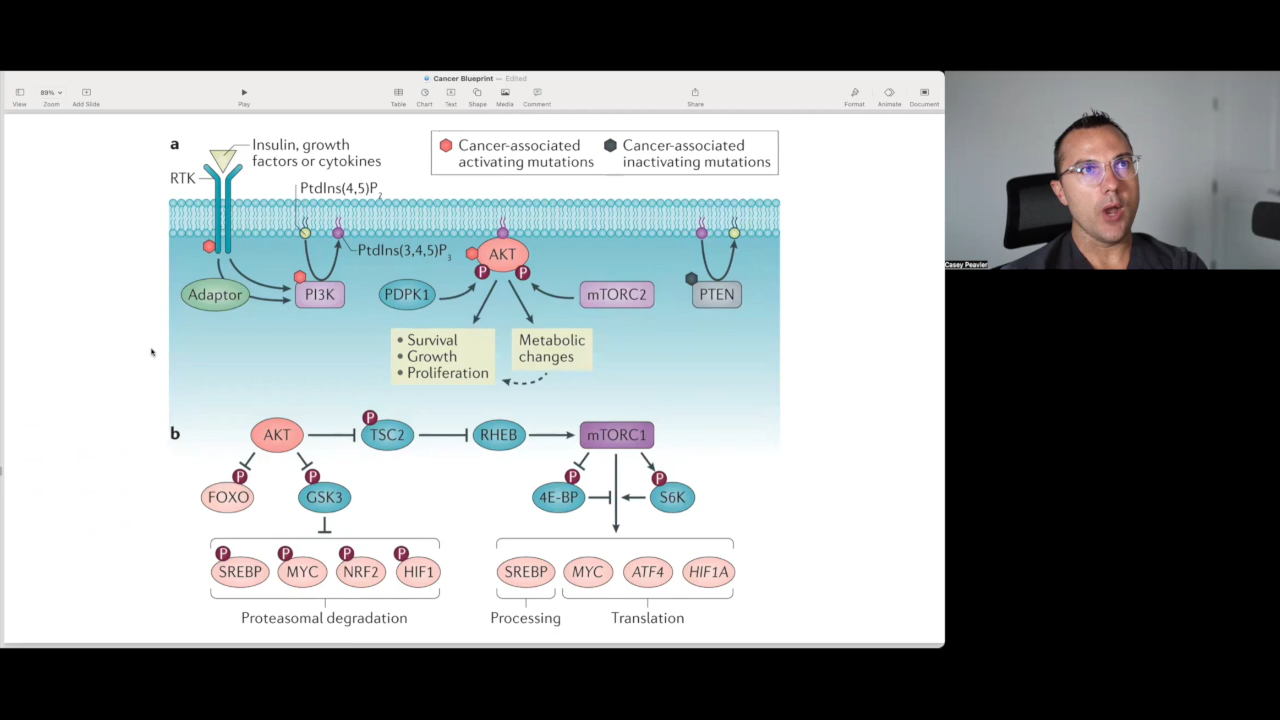 Cancer Blueprint — Edited
View
89%
Zoom
Add Slide
Play
Table
Chart
Text
Shape
Media
Comment
Share
Format
Animate
Document
a
Insulin, growth
factors or cytokines
RTK
PtdIns(4,5)P2
Cancer-associated
activating mutations
Cancer-associated
inactivating mutations
PtdIns(3,4,5)P3
AKT
P
P
Adaptor
PI3K
PDPK1
mTORC2
PTEN
• Survival
• Growth
• Proliferation
Metabolic
changes
b
AKT
P
TSC2
RHEB
mTORC1
P
FOXO
P
GSK3
P
4E-BP
P
S6K
P
SREBP
P
MYC
P
NRF2
P
HIF1
SREBP
MYC
ATF4
HIF1A
Proteasomal degradation
Processing
Translation
Casey Peavler